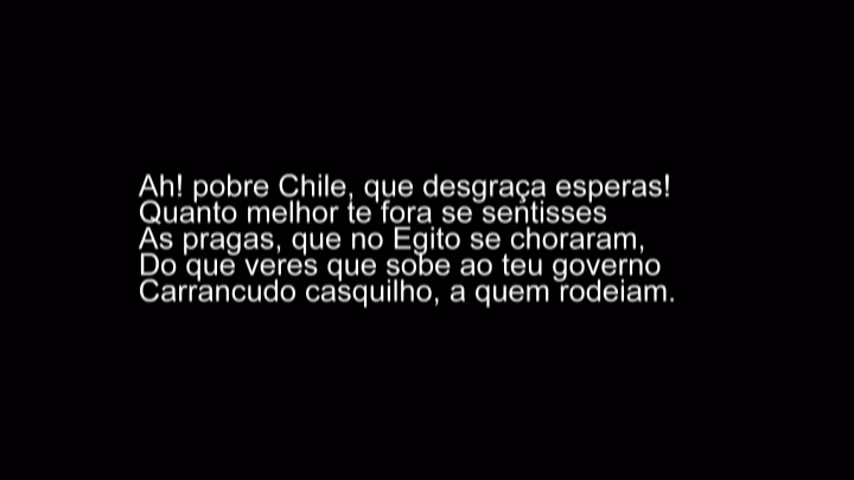 Ah! pobre Chile, que desgraça esperas!
Quanto melhor te fora se sentisses
As pragas, que no Egito se choraram,
Do que veres que sobe ao teu governo
Carrancudo casquilho, a quem rodeiam.